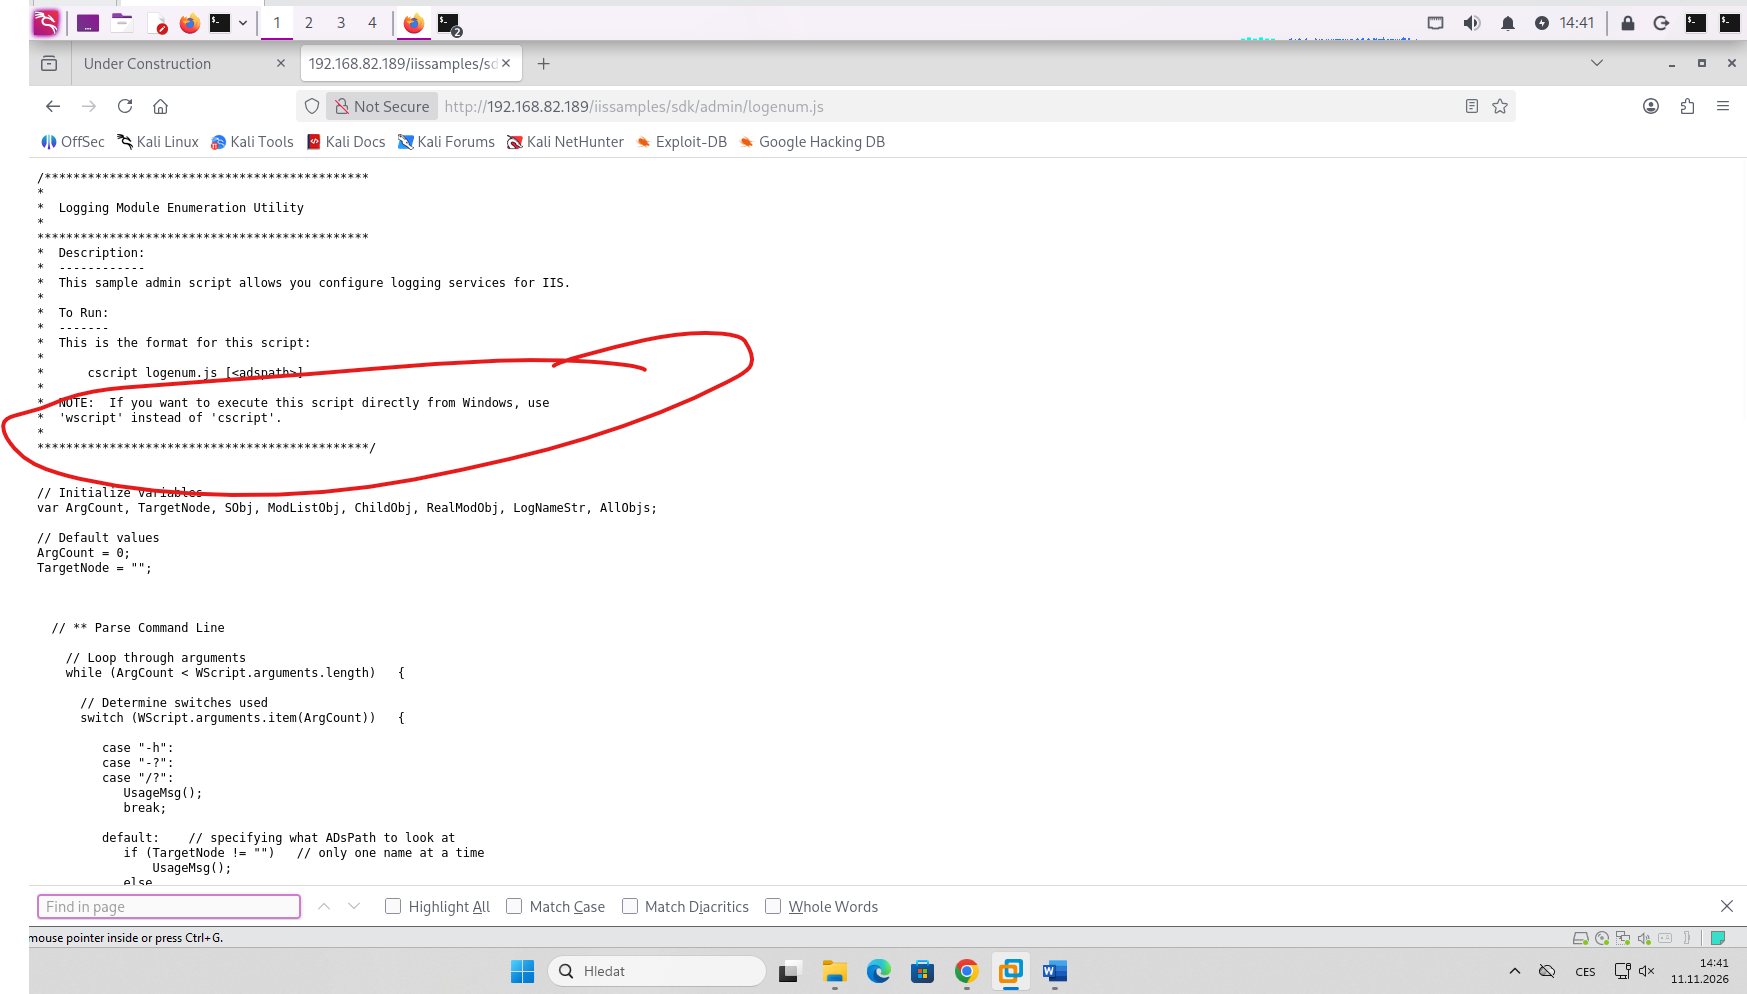 1 2 3 4 2 14:41
Under Construction 192.168.82.189/iissamples/sd
Not Secure http://192.168.82.189/iissamples/sdk/admin/logenum.js
OffSec Kali Linux Kali Tools Kali Docs Kali Forums Kali NetHunter Exploit-DB Google Hacking DB
/*********************************************
*
*  Logging Module Enumeration Utility
*
**********************************************
*  Description:
*  ------------
*  This sample admin script allows you configure logging services for IIS.
*
*  To Run:
*  -------
*  This is the format for this script:
*
*      cscript logenum.js [<adspath>]
*
*  NOTE:  If you want to execute this script directly from Windows, use
*  'wscript' instead of 'cscript'.
*
**********************************************/
// Initialize variables
var ArgCount, TargetNode, SObj, ModListObj, ChildObj, RealModObj, LogNameStr, AllObjs;
// Default values
ArgCount = 0;
TargetNode = "";
// ** Parse Command Line
// Loop through arguments
while (ArgCount < WScript.arguments.length)   {
// Determine switches used
switch (WScript.arguments.item(ArgCount))   {
case "-h":
case "-?":
case "/?":
UsageMsg();
break;
default:    // specifying what ADsPath to look at
if (TargetNode != "")   // only one name at a time
UsageMsg();
else
Find in page Highlight All Match Case Match Diacritics Whole Words
mouse pointer inside or press Ctrl+G.
Hledat CES 14:41
11.11.2026